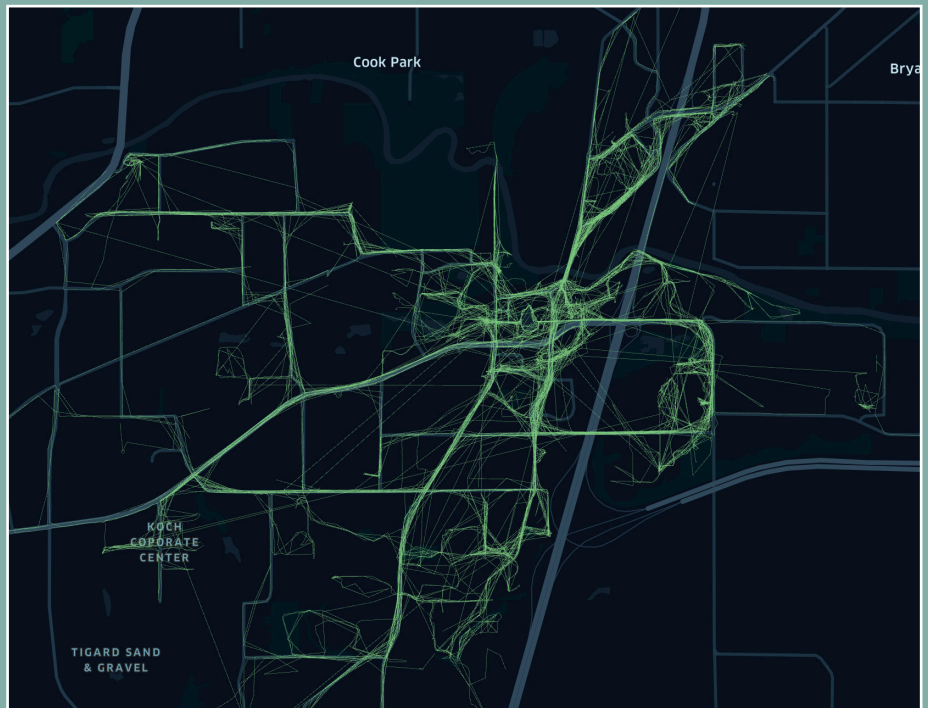 Cook Park
Brya
KOCH
COPORATE
CENTER
TIGARD SAND
& GRAVEL